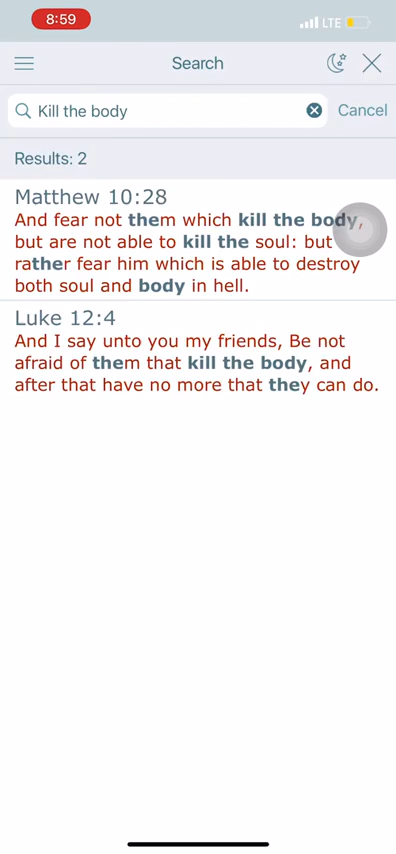 8:59
LTE
Search
Kill the body
Cancel
Results: 2
Matthew 10:28
And fear not them which kill the body,
but are not able to kill the soul: but
rather fear him which is able to destroy
both soul and body in hell.
Luke 12:4
And I say unto you my friends, Be not
afraid of them that kill the body, and
after that have no more that they can do.